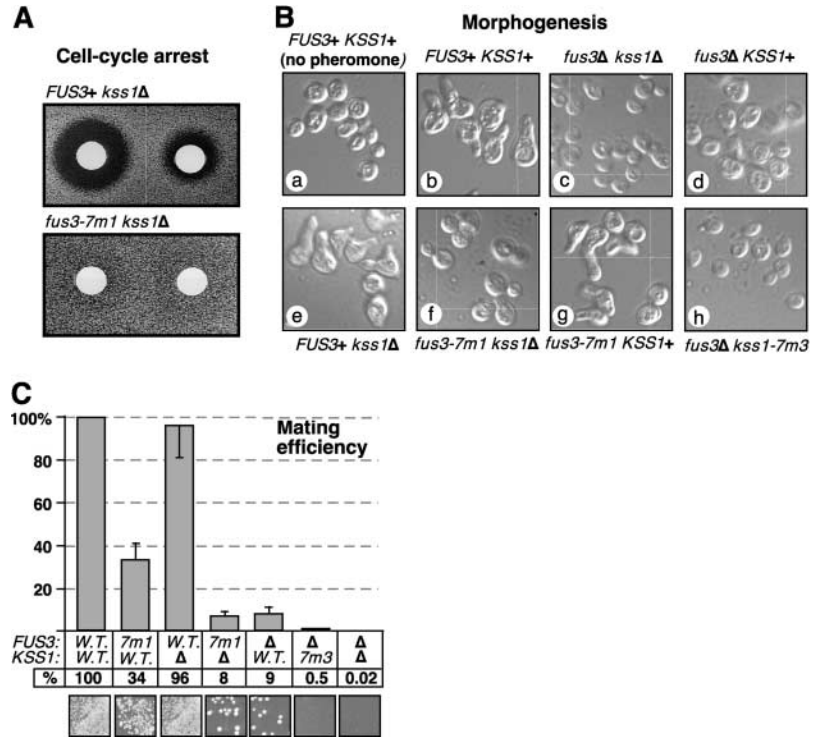 A
Cell-cycle arrest
FUS3+ kss1Δ
fus3-7m1 kss1Δ
B
Morphogenesis
FUS3+ KSS1+
(no pheromone)
FUS3+ KSS1+
fus3Δ kss1Δ
fus3Δ KSS1+
a
b
c
d
e
f
g
h
FUS3+ kss1Δ
fus3-7m1 kss1Δ
fus3-7m1 KSS1+
fus3Δ kss1-7m3
C
Mating
efficiency
100%
80
60
40
20
FUS3: W.T. 7m1 W.T. 7m1 Δ Δ Δ
KSS1: W.T. W.T. Δ Δ W.T. 7m3 Δ
% 100 34 96 8 9 0.5 0.02